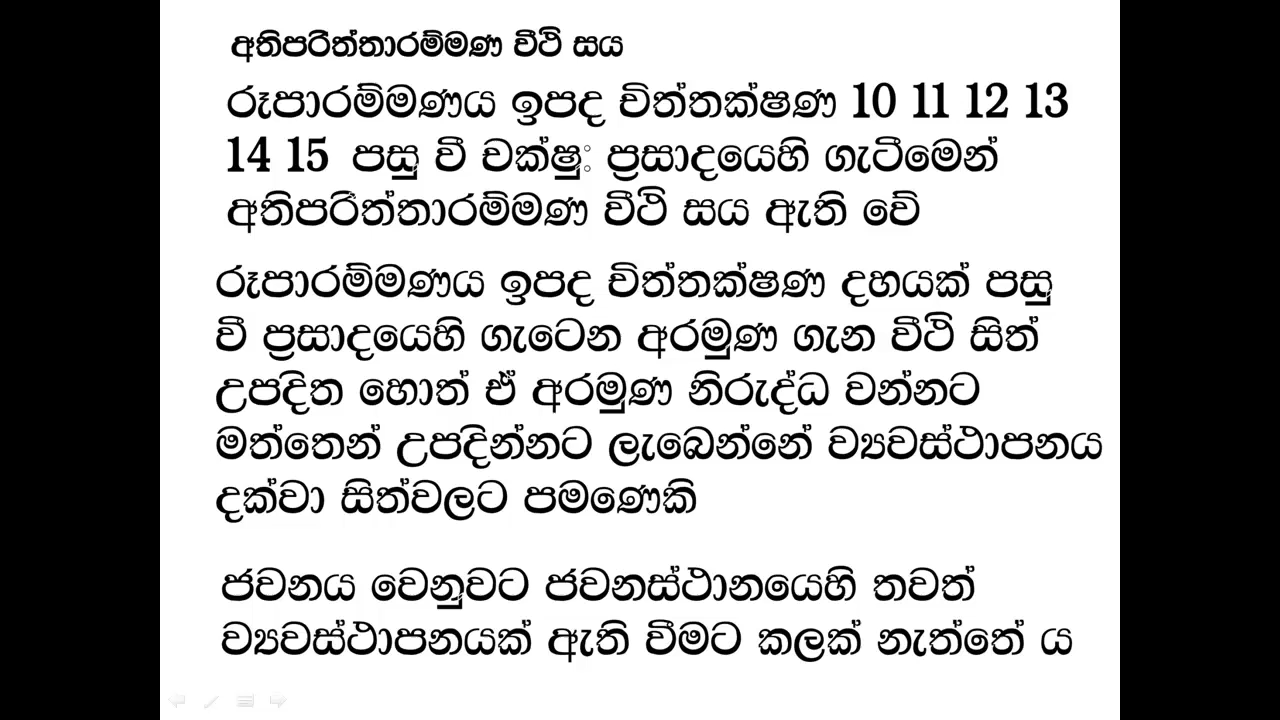 අතිපරිත්තාරම්මණ වීථි සය
රූපාරම්මණය ඉපද චිත්තක්ෂණ 10 11 12 13
14 15 පසු වී චක්ෂුඃ ප්‍රසාදයෙහි ගැටීමෙන්
අතිපරිත්තාරම්මණ වීථි සය ඇති වේ
රූපාරම්මණය ඉපද චිත්තක්ෂණ දහයක් පසු
වී ප්‍රසාදයෙහි ගැටෙන අරමුණ ගැන වීථි සිත්
උපදිත හොත් ඒ අරමුණ නිරුද්ධ වන්නට
මත්තෙන් උපදින්නට ලැබෙන්නේ ව්‍යවස්ථාපනය
දක්වා සිත්වලට පමණෙකි
ජවනය වෙනුවට ජවනස්ථානයෙහි තවත්
ව්‍යවස්ථාපනයක් ඇති වීමට කලක් නැත්තේ ය